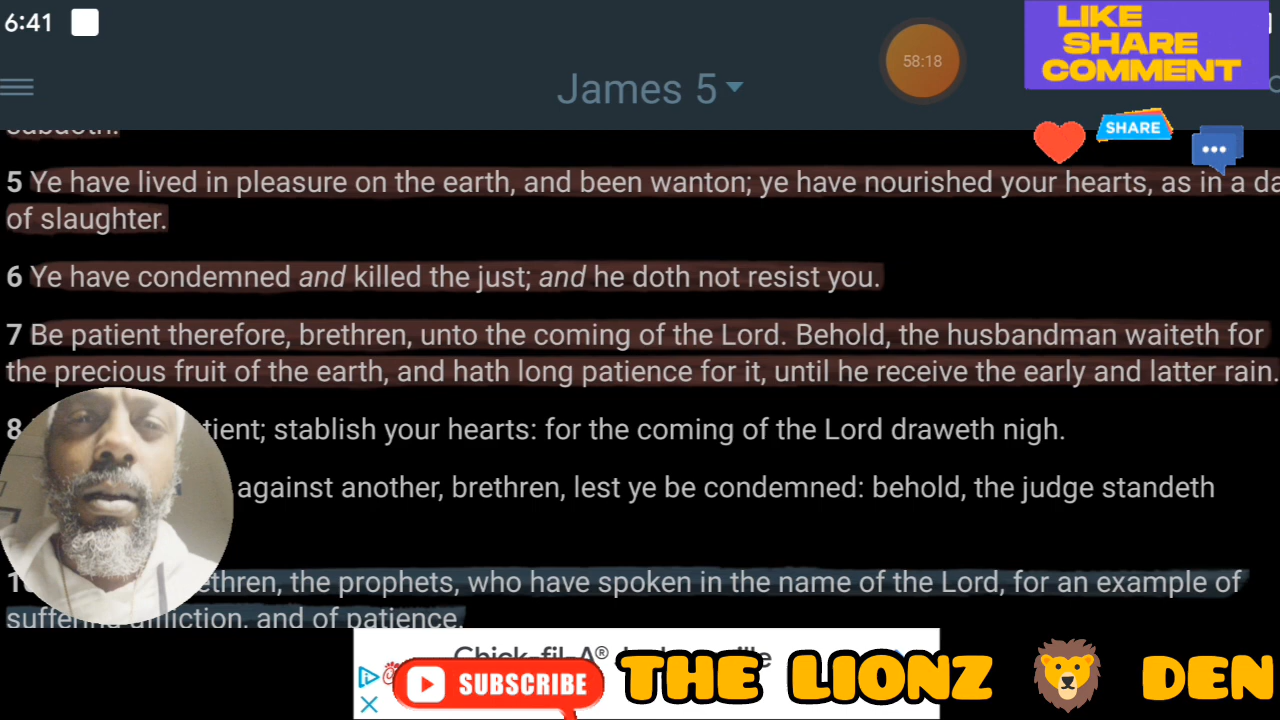 6:41
58:18
LIKE
SHARE
COMMENT
James 5
SHARE
5 Ye have lived in pleasure on the earth, and been wanton; ye have nourished your hearts, as in a
of slaughter.
6 Ye have condemned and killed the just; and he doth not resist you.
7 Be patient therefore, brethren, unto the coming of the Lord. Behold, the husbandman waiteth for
the precious fruit of the earth, and hath long patience for it, until he receive the early and latter rain.
8 tient; stablish your hearts: for the coming of the Lord draweth nigh.
against another, brethren, lest ye be condemned: behold, the judge standeth
ethren, the prophets, who have spoken in the name of the Lord, for an example of
suffering affliction, and of patience.
Chick-fil-A®
SUBSCRIBE
THE LIONZ DEN